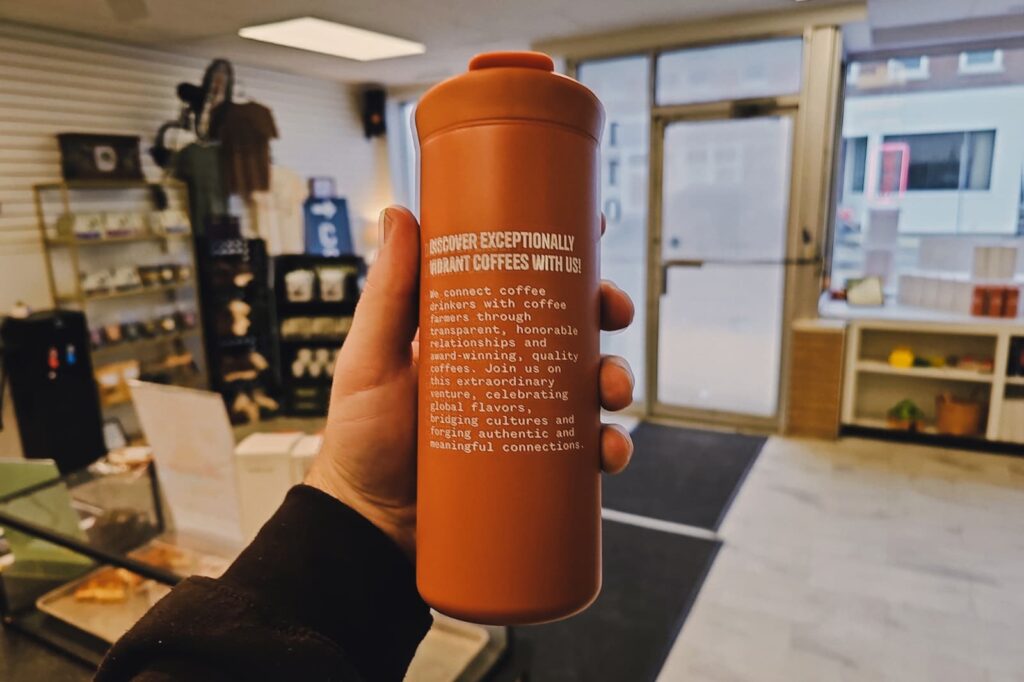 DISCOVER EXCEPTIONALLY
VIBRANT COFFEES WITH US!
We connect coffee
drinkers with coffee
farmers through
transparent, honorable
relationships and
award-winning, quality
coffees. Join us on
this extraordinary
venture, celebrating
global flavors,
bridging cultures and
forging authentic and
meaningful connections.